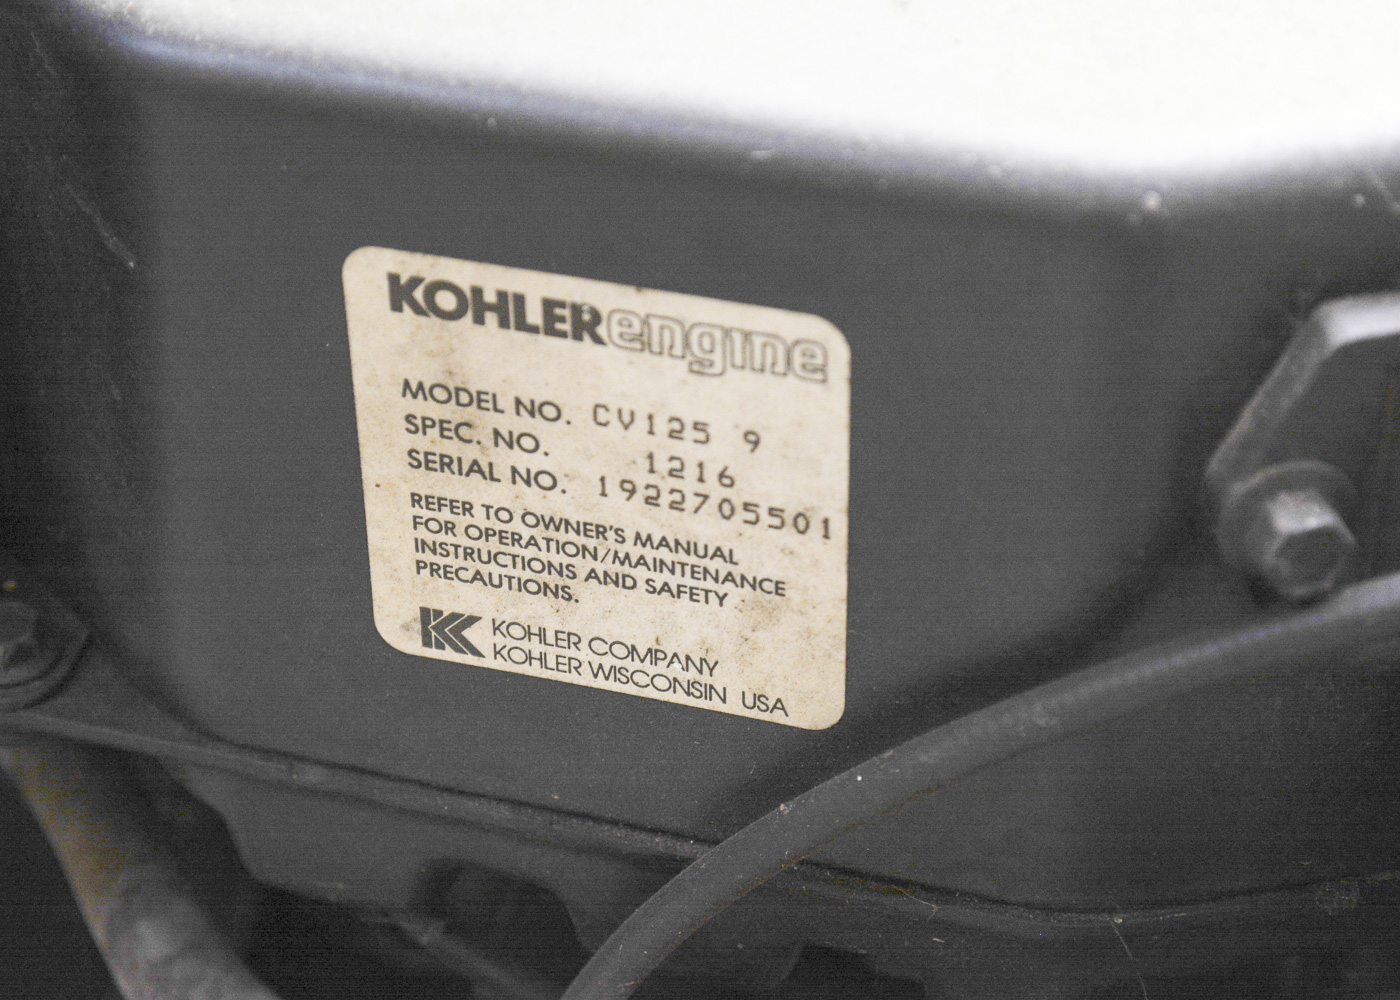 KOHLERengine
MODEL NO. CV125 9
SPEC. NO. 1216
SERIAL NO. 1922705501
REFER TO OWNER'S MANUAL
FOR OPERATION/MAINTENANCE
INSTRUCTIONS AND SAFETY
PRECAUTIONS.
KOHLER COMPANY
KOHLER WISCONSIN USA